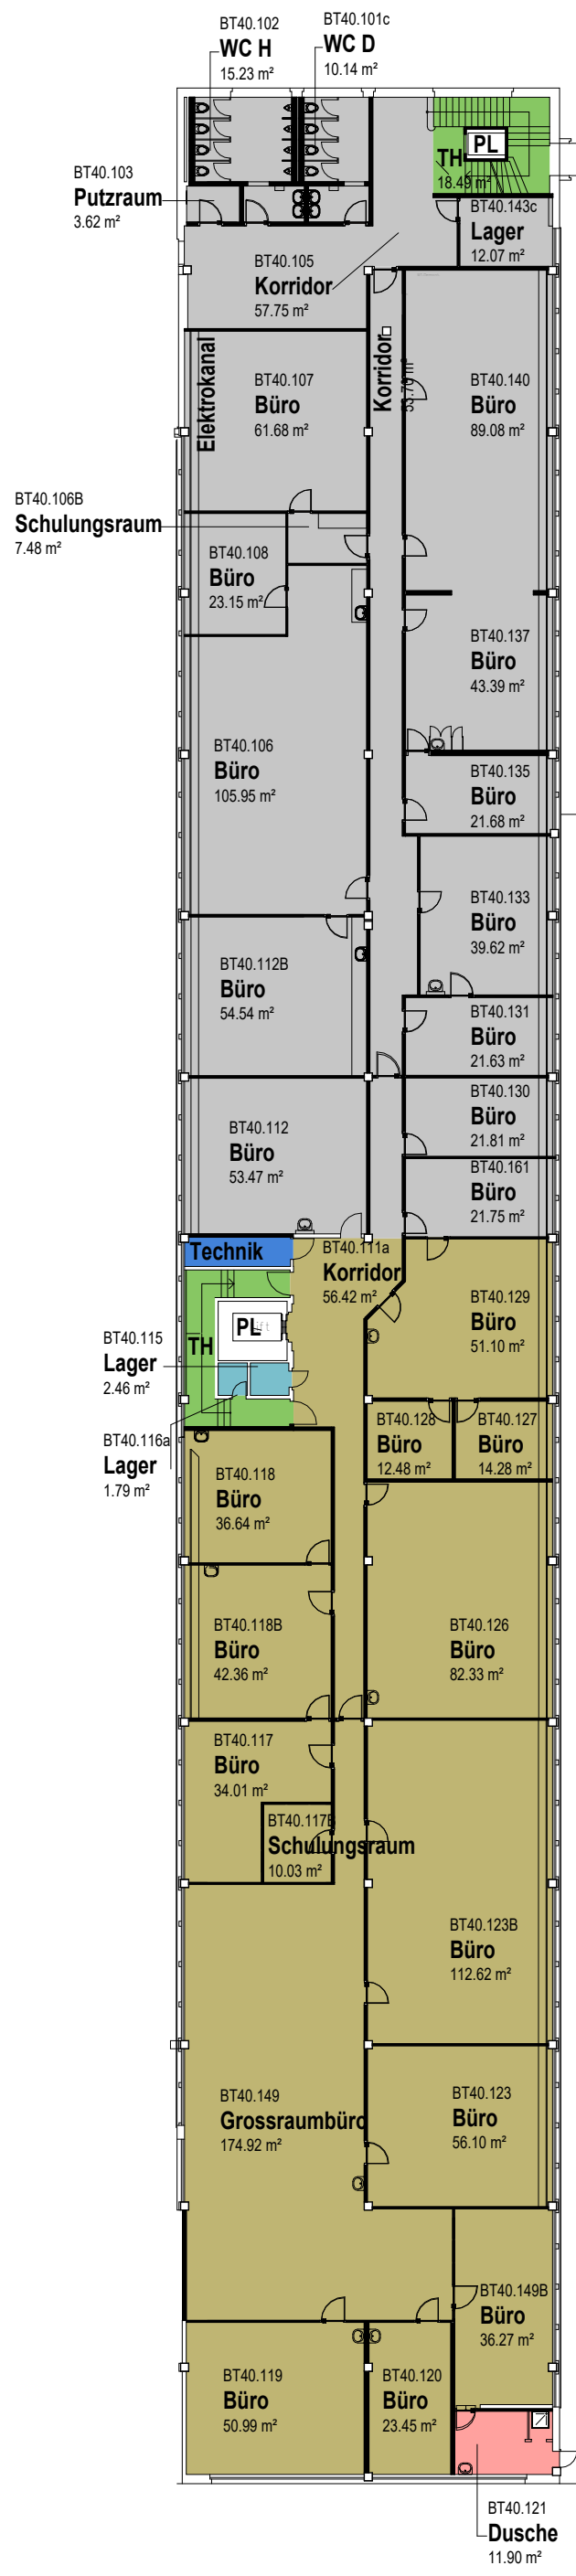 BT40.102
WC H
15.23 m²
BT40.101c
WC D
10.14 m²
PL
TH
18.49 m²
BT40.103
Putzraum
3.62 m²
BT40.143c
Lager
12.07 m²
BT40.105
Korridor
57.75 m²
Korridor
53.70 m²
Elektrokanal
BT40.107
Büro
61.68 m²
BT40.140
Büro
89.08 m²
BT40.106B
Schulungsraum
7.48 m²
BT40.108
Büro
23.15 m²
BT40.137
Büro
43.39 m²
BT40.106
Büro
105.95 m²
BT40.135
Büro
21.68 m²
BT40.133
Büro
39.62 m²
BT40.112B
Büro
54.54 m²
BT40.131
Büro
21.63 m²
BT40.130
Büro
21.81 m²
BT40.112
Büro
53.47 m²
BT40.161
Büro
21.75 m²
Technik
BT40.111a
Korridor
56.42 m²
BT40.129
Büro
51.10 m²
PL
TH
BT40.115
Lager
2.46 m²
BT40.116a
Lager
1.79 m²
BT40.128
Büro
12.48 m²
BT40.127
Büro
14.28 m²
BT40.118
Büro
36.64 m²
BT40.118B
Büro
42.36 m²
BT40.126
Büro
82.33 m²
BT40.117
Büro
34.01 m²
BT40.117B
Schulungsraum
10.03 m²
BT40.123B
Büro
112.62 m²
BT40.149
Grossraumbüro
174.92 m²
BT40.123
Büro
56.10 m²
BT40.149B
Büro
36.27 m²
BT40.119
Büro
50.99 m²
BT40.120
Büro
23.45 m²
BT40.121
Dusche
11.90 m²